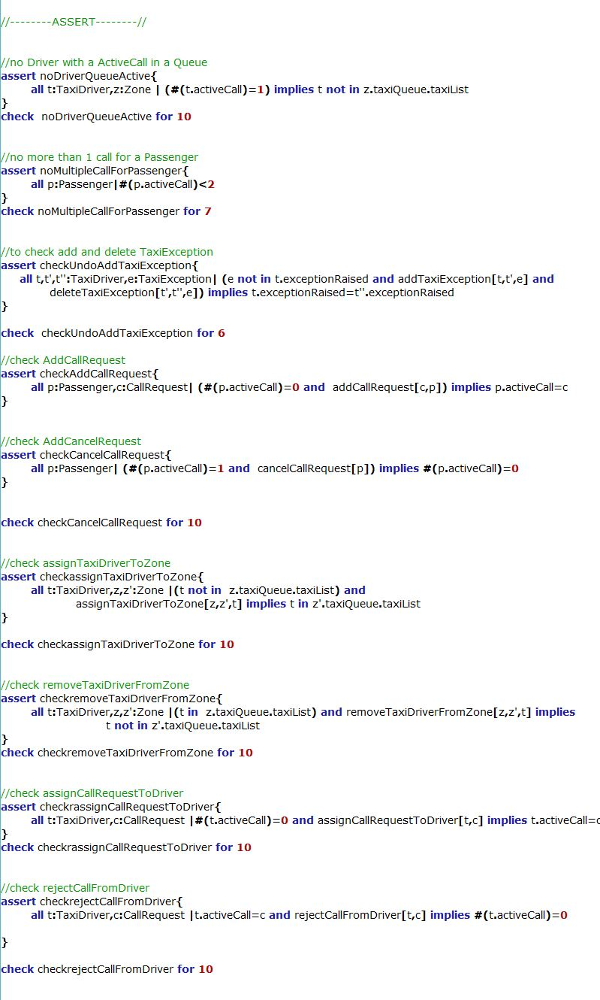 //--------ASSERT--------//
//no Driver with a ActiveCall in a Queue
assert noDriverQueueActive{
all t:TaxiDriver,z:Zone | (#(t.activeCall)=1) implies t not in z.taxiQueue.taxiList
}
check  noDriverQueueActive for 10
//no more than 1 call for a Passenger
assert noMultipleCallForPassenger{
all p:Passenger|#(p.activeCall)<2
}
check noMultipleCallForPassenger for 7
//to check add and delete TaxiException
assert checkUndoAddTaxiException{
all t,t',t'':TaxiDriver,e:TaxiException| (e not in t.exceptionRaised and addTaxiException[t,t',e] and
deleteTaxiException[t',t'',e]) implies t.exceptionRaised=t''.exceptionRaised
}
check  checkUndoAddTaxiException for 6
//check AddCallRequest
assert checkAddCallRequest{
all p:Passenger,c:CallRequest| (#(p.activeCall)=0 and  addCallRequest[c,p]) implies p.activeCall=c
}
//check AddCancelRequest
assert checkCancelCallRequest{
all p:Passenger| (#(p.activeCall)=1 and  cancelCallRequest[p]) implies #(p.activeCall)=0
}
check checkCancelCallRequest for 10
//check assignTaxiDriverToZone
assert checkassignTaxiDriverToZone{
all t:TaxiDriver,z,z':Zone |(t not in  z.taxiQueue.taxiList) and
assignTaxiDriverToZone[z,z',t] implies t in z'.taxiQueue.taxiList
}
check checkassignTaxiDriverToZone for 10
//check removeTaxiDriverFromZone
assert checkremoveTaxiDriverFromZone{
all t:TaxiDriver,z,z':Zone |(t in  z.taxiQueue.taxiList) and removeTaxiDriverFromZone[z,z',t] implies
t not in z'.taxiQueue.taxiList
}
check checkremoveTaxiDriverFromZone for 10
//check assignCallRequestToDriver
assert checkrassignCallRequestToDriver{
all t:TaxiDriver,c:CallRequest |#(t.activeCall)=0 and assignCallRequestToDriver[t,c] implies t.activeCall=c
}
check checkrassignCallRequestToDriver for 10
//check rejectCallFromDriver
assert checkrejectCallFromDriver{
all t:TaxiDriver,c:CallRequest |t.activeCall=c and rejectCallFromDriver[t,c] implies #(t.activeCall)=0
}
check checkrejectCallFromDriver for 10